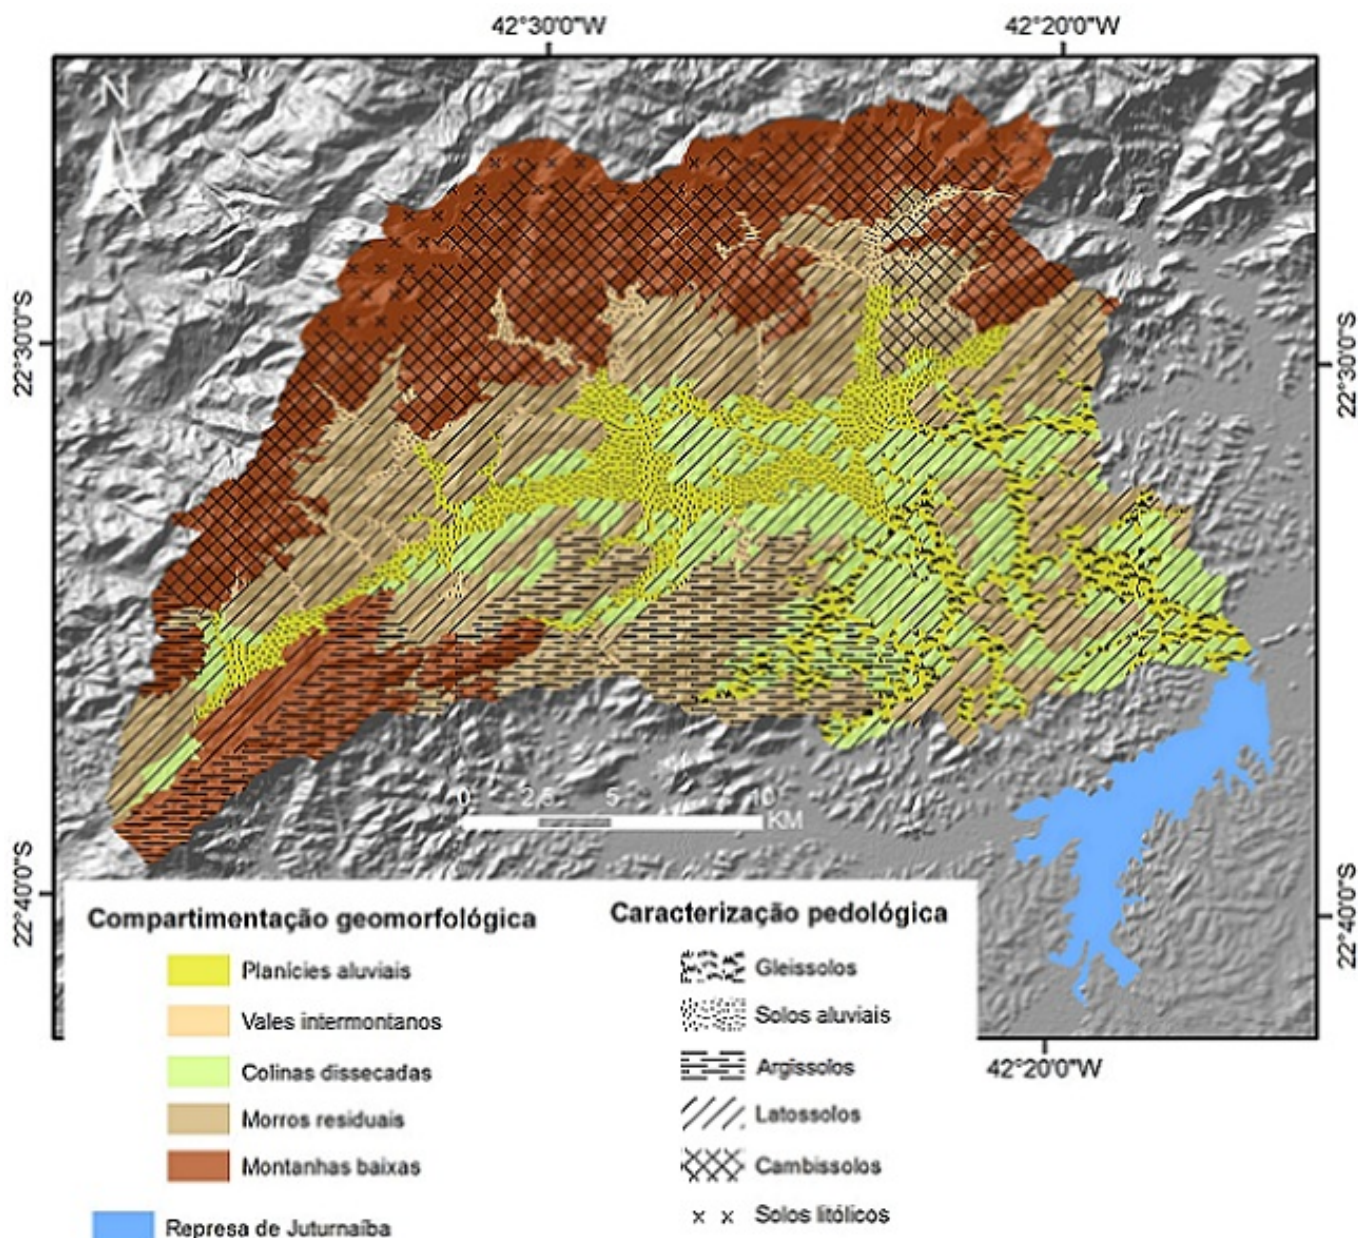 42°30'0"W
42°20'0"W
N
22°30'0"S
22°30'0"S
0 2,5 5 10
KM
22°40'0"S
22°40'0"S
42°20'0"W
Compartimentação geomorfológica
Planícies aluviais
Vales intermontanos
Colinas dissecadas
Morros residuais
Montanhas baixas
Represa de Juturnaíba
Caracterização pedológica
Gleissolos
Solos aluviais
Argissolos
Latossolos
Cambissolos
Solos litólicos